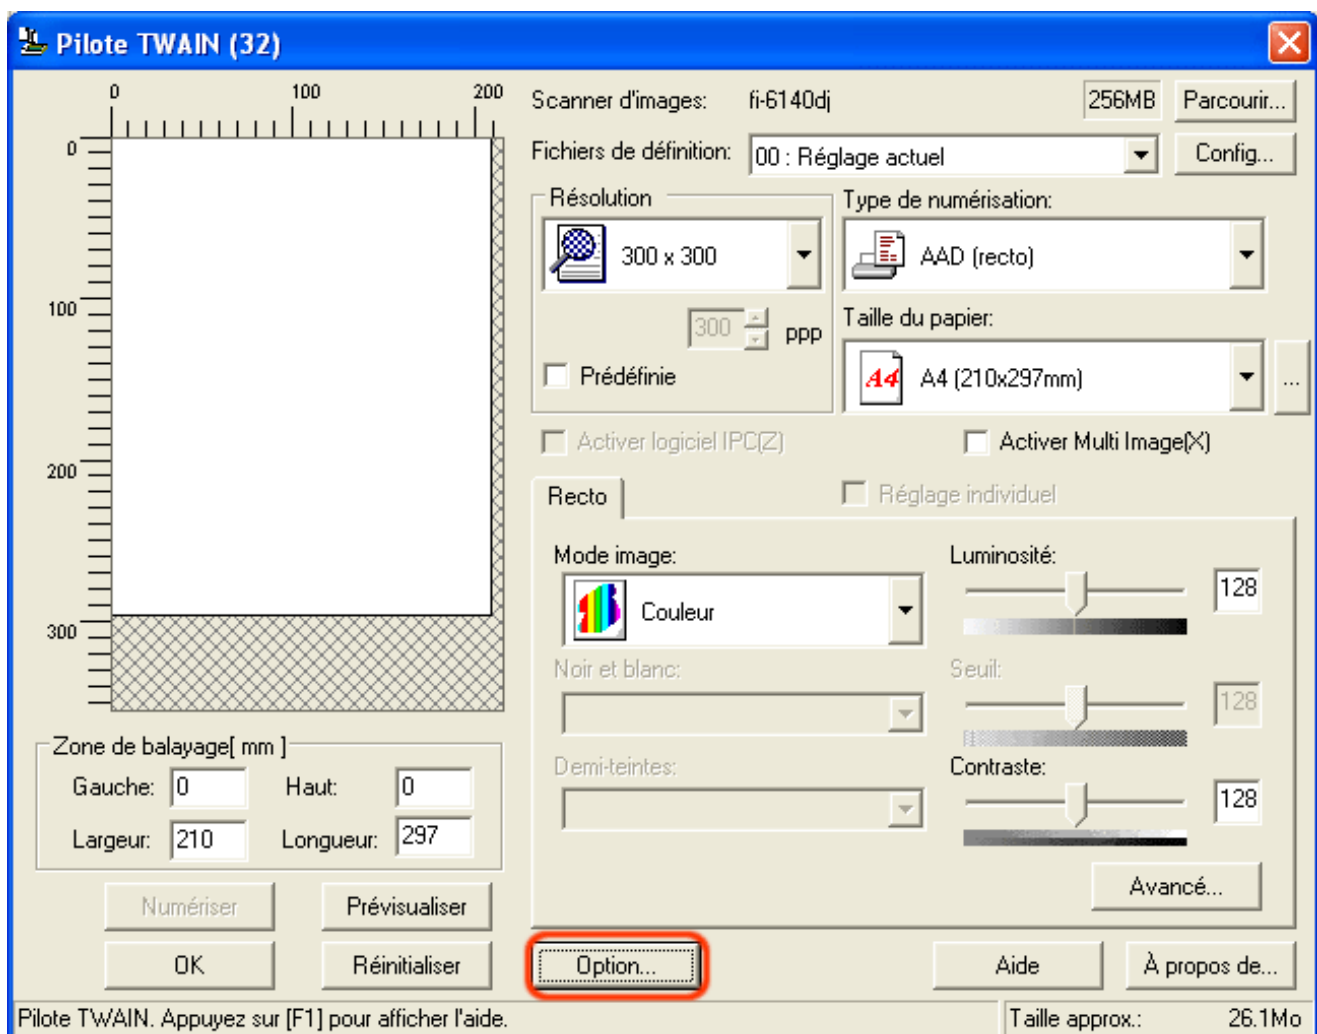 Pilote TWAIN (32)
0 100 200
0
100
200
300
Scanner d'images: fi-6140dj 256MB Parcourir...
Fichiers de définition: 00 : Réglage actuel Config...
Résolution
300 x 300
300 ppp
Prédéfinie
Type de numérisation:
AAD (recto)
Taille du papier:
A4 A4 (210x297mm) ...
Activer logiciel IPC(Z) Activer Multi Image(X)
Recto Réglage individuel
Mode image:
Couleur
Noir et blanc:
Demi-teintes:
Luminosité:
128
Seuil:
128
Contraste:
128
Avancé...
Zone de balayage[ mm ]
Gauche: 0 Haut: 0
Largeur: 210 Longueur: 297
Numériser Prévisualiser
OK Réinitialiser Option... Aide À propos de...
Pilote TWAIN. Appuyez sur [F1] pour afficher l'aide. Taille approx.: 26.1Mo